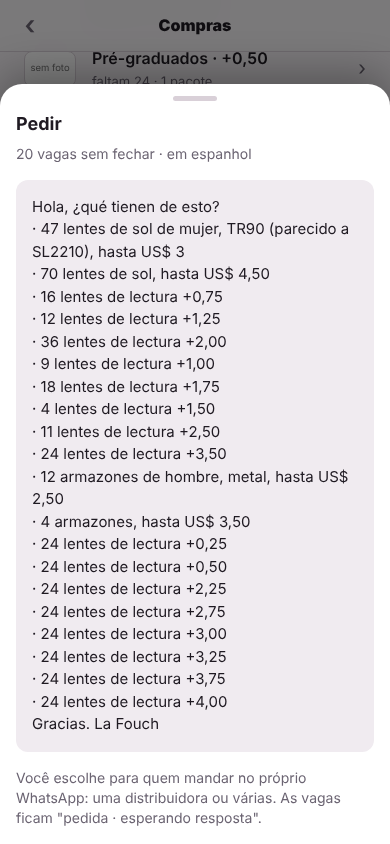 ‹ Compras
Pré-graduados · +0,50
sem foto
faltam 24 · 1 pacote
›
Pedir
20 vagas sem fechar · em espanhol
Hola, ¿qué tienen de esto?
· 47 lentes de sol de mujer, TR90 (parecido a
SL2210), hasta US$ 3
· 70 lentes de sol, hasta US$ 4,50
· 16 lentes de lectura +0,75
· 12 lentes de lectura +1,25
· 36 lentes de lectura +2,00
· 9 lentes de lectura +1,00
· 18 lentes de lectura +1,75
· 4 lentes de lectura +1,50
· 11 lentes de lectura +2,50
· 24 lentes de lectura +3,50
· 12 armazones de hombre, metal, hasta US$
2,50
· 4 armazones, hasta US$ 3,50
· 24 lentes de lectura +0,25
· 24 lentes de lectura +0,50
· 24 lentes de lectura +2,25
· 24 lentes de lectura +2,75
· 24 lentes de lectura +3,00
· 24 lentes de lectura +3,25
· 24 lentes de lectura +3,75
· 24 lentes de lectura +4,00
Gracias. La Fouch
Você escolhe para quem mandar no próprio
WhatsApp: uma distribuidora ou várias. As vagas
ficam "pedida · esperando resposta".